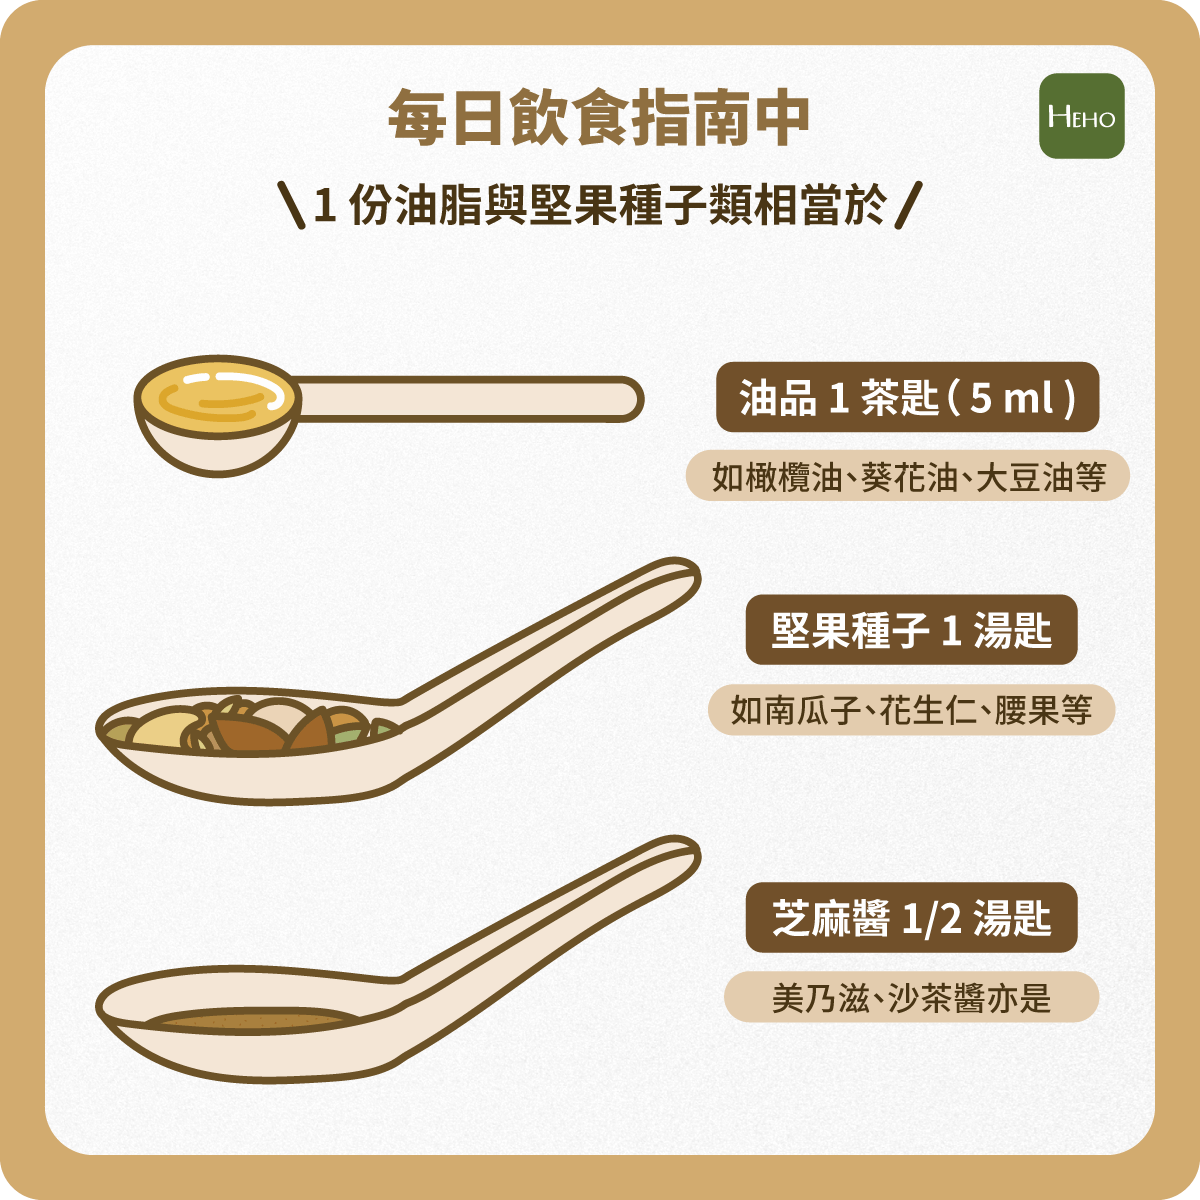 每日飲食指南中
HEHO
\ 1 份油脂與堅果種子類相當於 /
油品 1 茶匙( 5 ml )
如橄欖油、葵花油、大豆油等
堅果種子 1 湯匙
如南瓜子、花生仁、腰果等
芝麻醬 1/2 湯匙
美乃滋、沙茶醬亦是